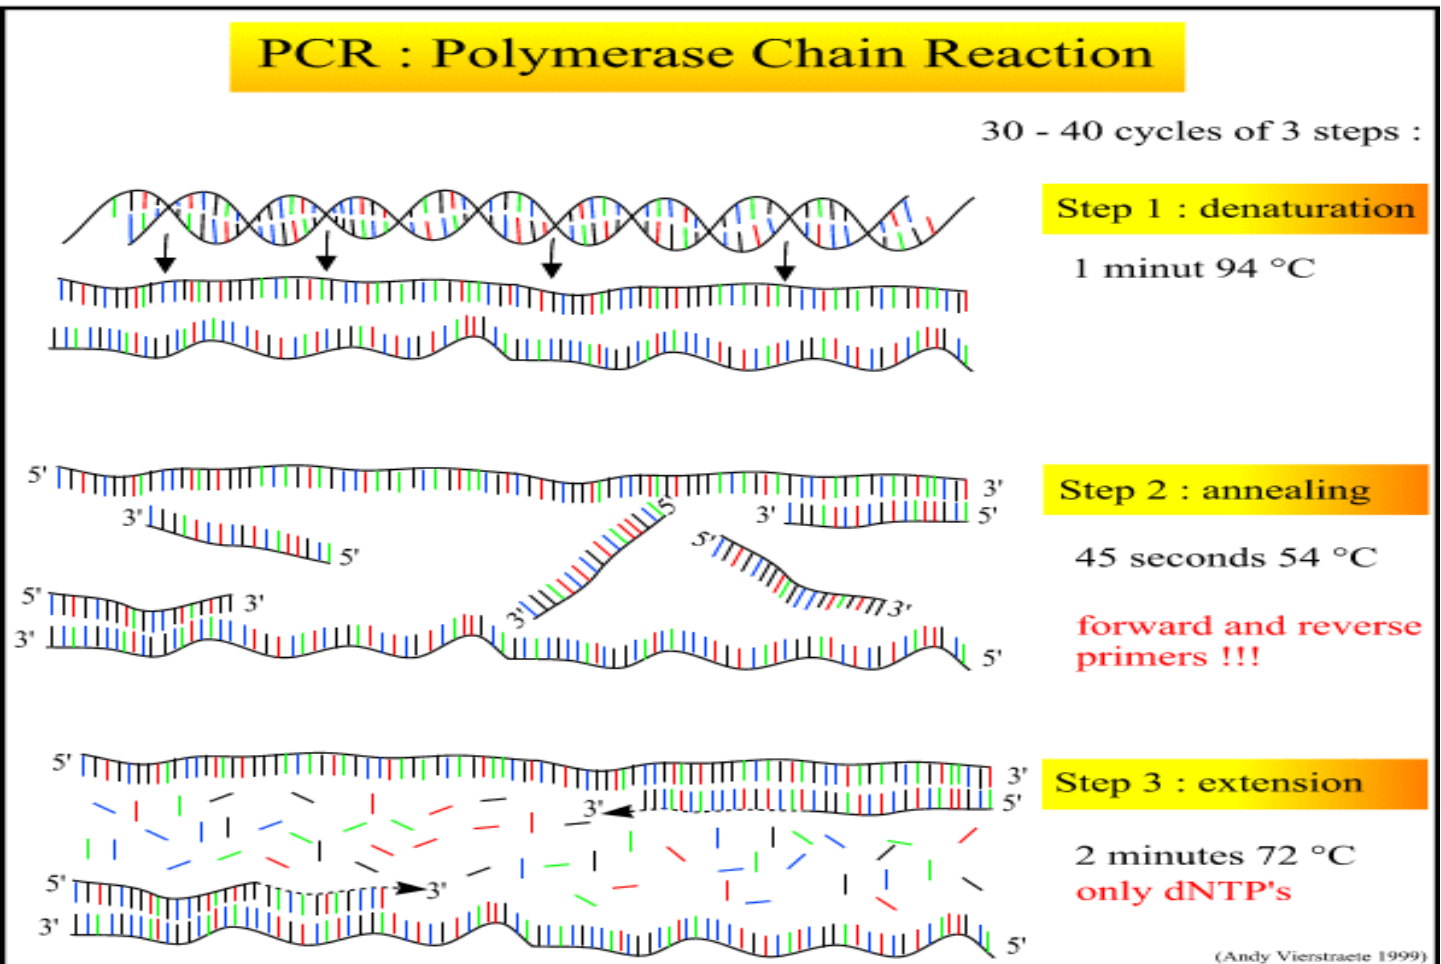 PCR : Polymerase Chain Reaction
30 - 40 cycles of 3 steps :
Step 1 : denaturation
1 minut 94 °C
5'
3'
Step 2 : annealing
3'
5'
3'
5'
5'
3'
5'
3'
45 seconds 54 °C
5'
3'
forward and reverse
primers !!!
3'
5'
5'
3'
Step 3 : extension
3'
5'
2 minutes 72 °C
only dNTP's
5'
3'
3'
5'
(Andy Vierstraete 1999)